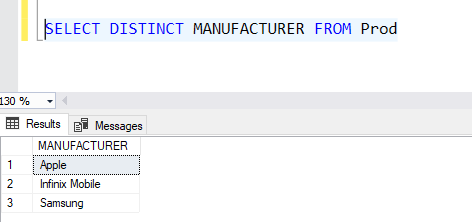 SELECT DISTINCT MANUFACTURER FROM Prod
130 %
Results Messages
MANUFACTURER
1 Apple
2 Infinix Mobile
3 Samsung